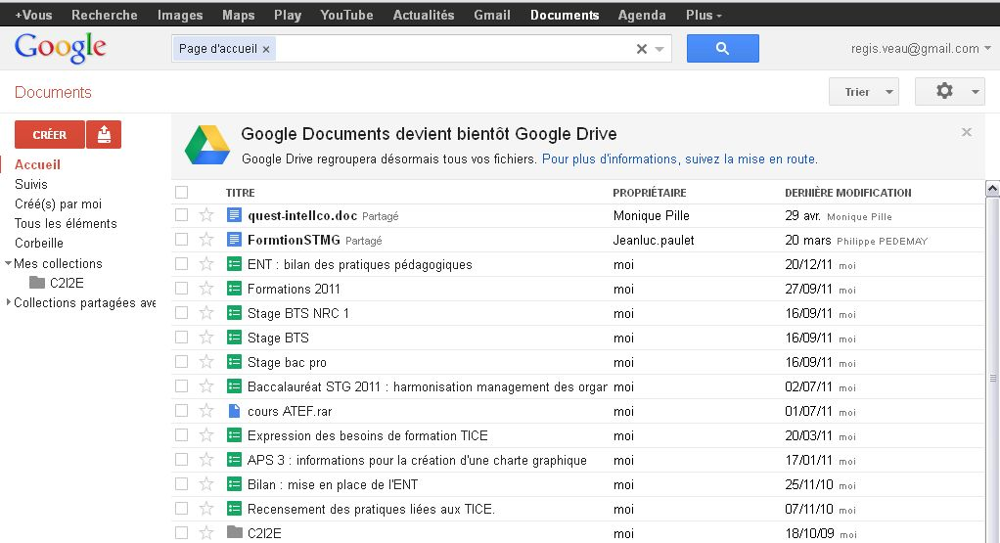 +Vous Recherche Images Maps Play YouTube Actualités Gmail Documents Agenda Plus
Google Page d'accueil × regis.veau@gmail.com
Documents Trier
CRÉER
Google Documents devient bientôt Google Drive
Google Drive regroupera désormais tous vos fichiers. Pour plus d'informations, suivez la mise en route.
Accueil
Suivis
Créé(s) par moi
Tous les éléments
Corbeille
Mes collections
C2I2E
Collections partagées ave
TITRE PROPRIÉTAIRE DERNIÈRE MODIFICATION
quest-intellco.doc Partagé Monique Pille 29 avr. Monique Pille
FormtionSTMG Partagé Jeanluc.paulet 20 mars Philippe PEDEMAY
ENT : bilan des pratiques pédagogiques moi 20/12/11 moi
Formations 2011 moi 27/09/11 moi
Stage BTS NRC 1 moi 16/09/11 moi
Stage BTS moi 16/09/11 moi
Stage bac pro moi 16/09/11 moi
Baccalauréat STG 2011 : harmonisation management des organ moi 02/07/11 moi
cours ATEF.rar moi 01/07/11 moi
Expression des besoins de formation TICE moi 20/03/11 moi
APS 3 : informations pour la création d'une charte graphique moi 17/01/11 moi
Bilan : mise en place de l'ENT moi 25/11/10 moi
Recensement des pratiques liées aux TICE. moi 07/11/10 moi
C2I2E moi 18/10/09 moi